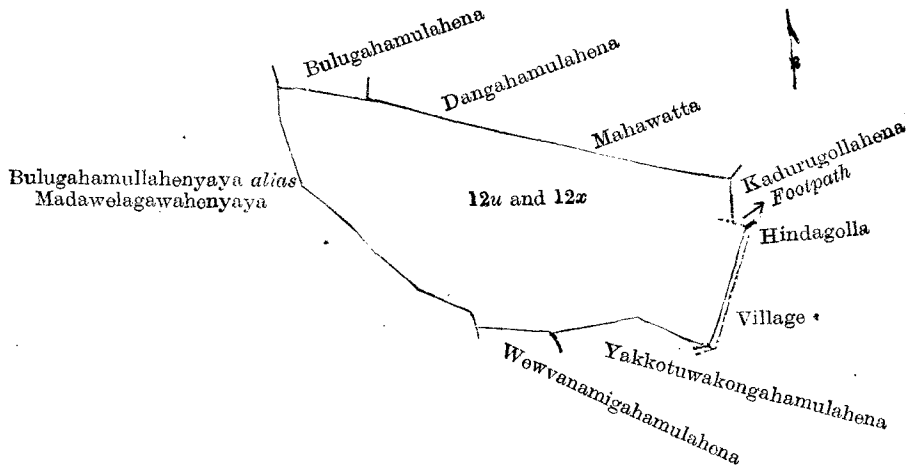 Bulugahamulahena
Dangahamulahena
Mahawatta
Kadurugollahena
Footpath
Bulugahamullahenyaya alias
Madawelagawahenyaya
12u and 12x
Hindagolla
Village
Yakkotuwakongahamulahena
Wewvanamigahamulahena